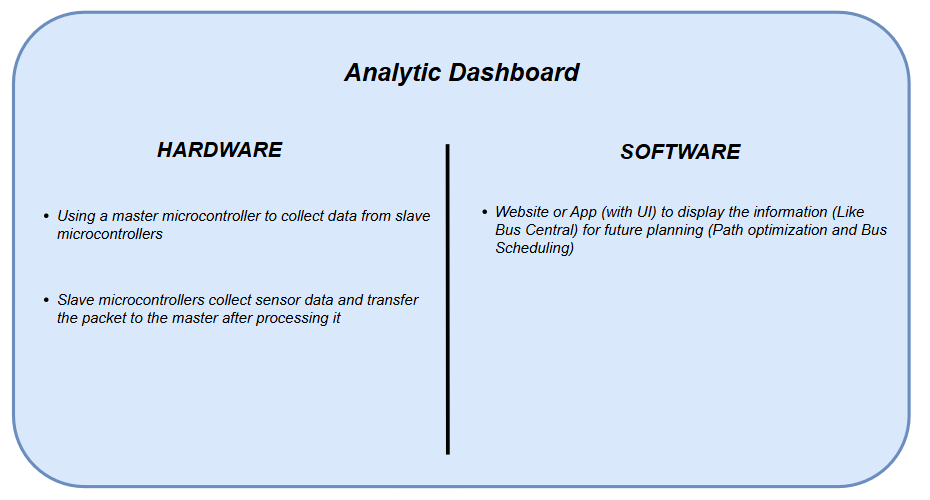 Analytic Dashboard
HARDWARE
• Using a master microcontroller to collect data from slave
microcontrollers
• Slave microcontrollers collect sensor data and transfer
the packet to the master after processing it
SOFTWARE
• Website or App (with UI) to display the information (Like
Bus Central) for future planning (Path optimization and Bus
Scheduling)